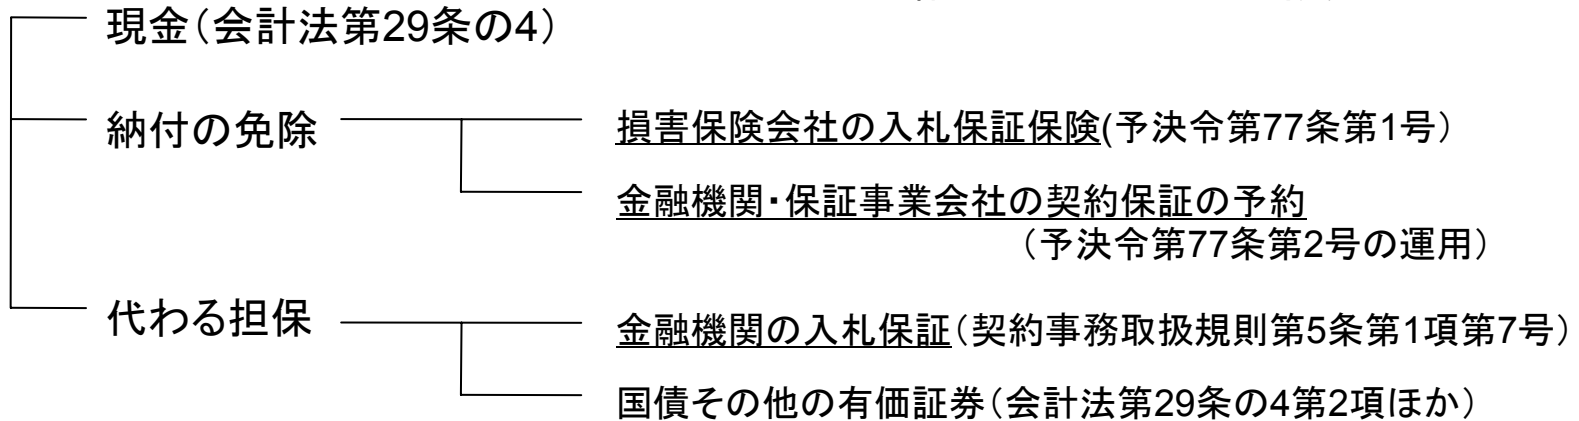 現金（会計法第29条の4）
納付の免除
損害保険会社の入札保証保険(予決令第77条第1号）
金融機関・保証事業会社の契約保証の予約
（予決令第77条第2号の運用）
代わる担保
金融機関の入札保証（契約事務取扱規則第5条第1項第7号）
国債その他の有価証券（会計法第29条の4第2項ほか）